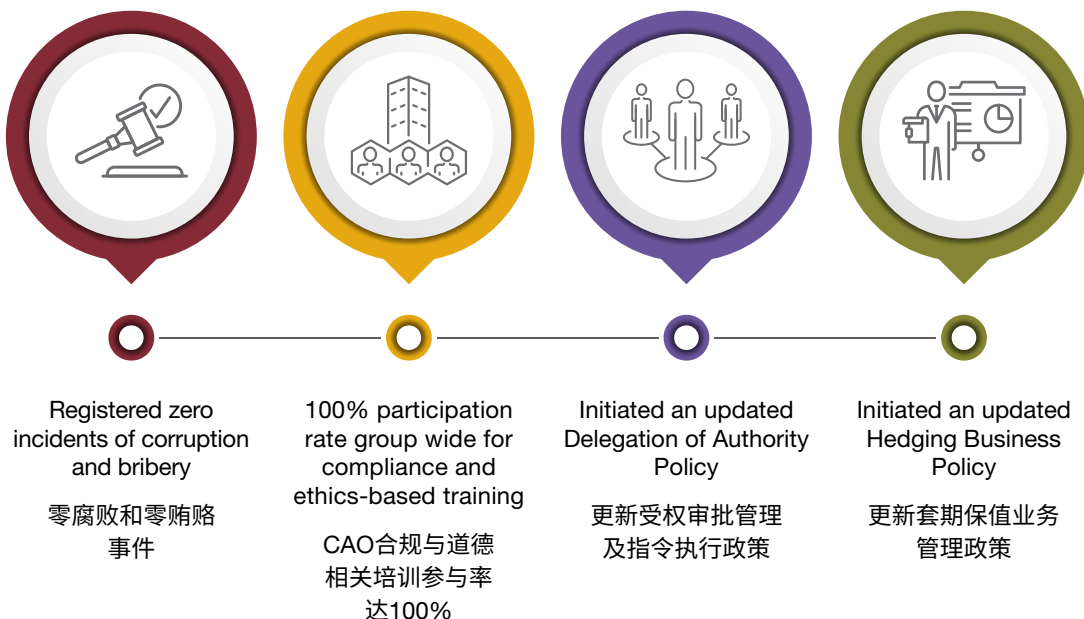 Registered zero
incidents of corruption
and bribery
零腐败和零贿赂
事件
100% participation
rate group wide for
compliance and
ethics-based training
CAO合规与道德
相关培训参与率
达100%
Initiated an updated
Delegation of Authority
Policy
更新受权审批管理
及指令执行政策
Initiated an updated
Hedging Business
Policy
更新套期保值业务
管理政策